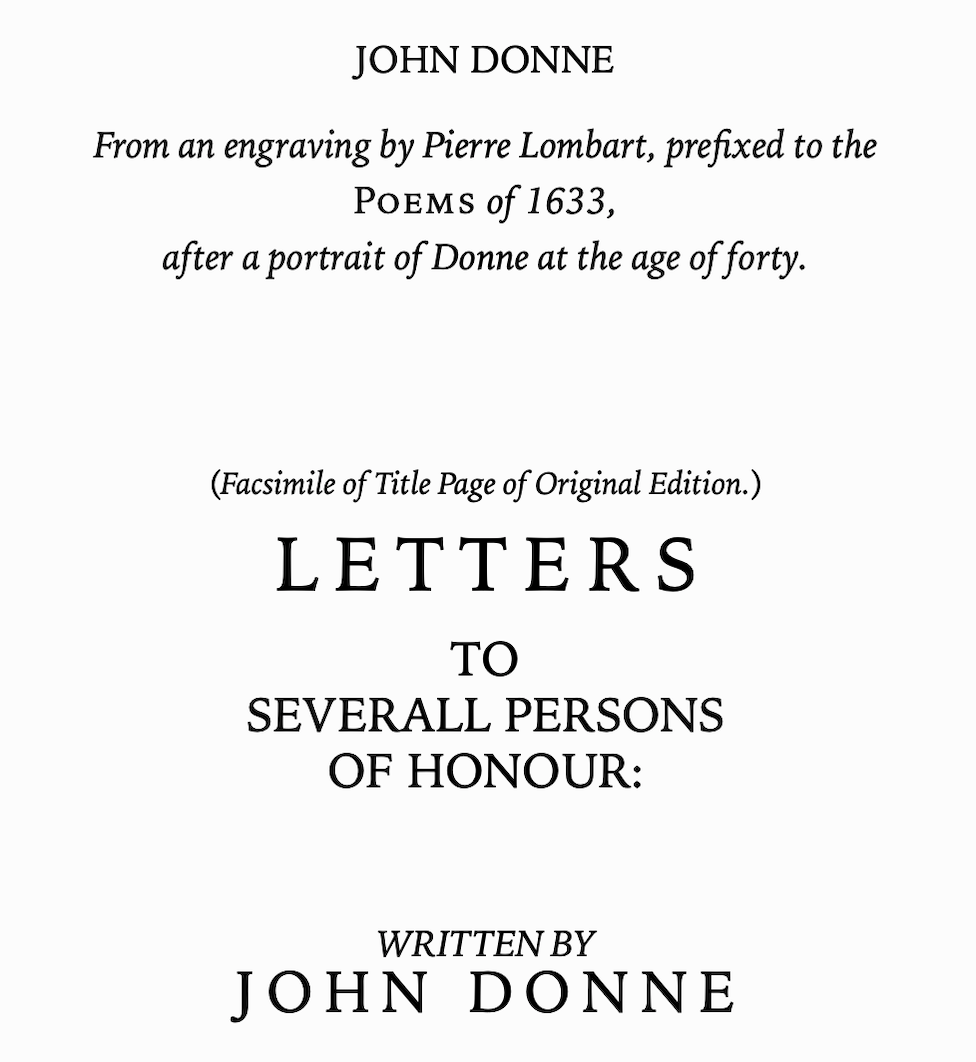 JOHN DONNE
From an engraving by Pierre Lombart, prefixed to the
POEMS of 1633,
after a portrait of Donne at the age of forty.
(Facsimile of Title Page of Original Edition.)
LETTERS
TO
SEVERALL PERSONS
OF HONOUR:
WRITTEN BY
JOHN DONNE